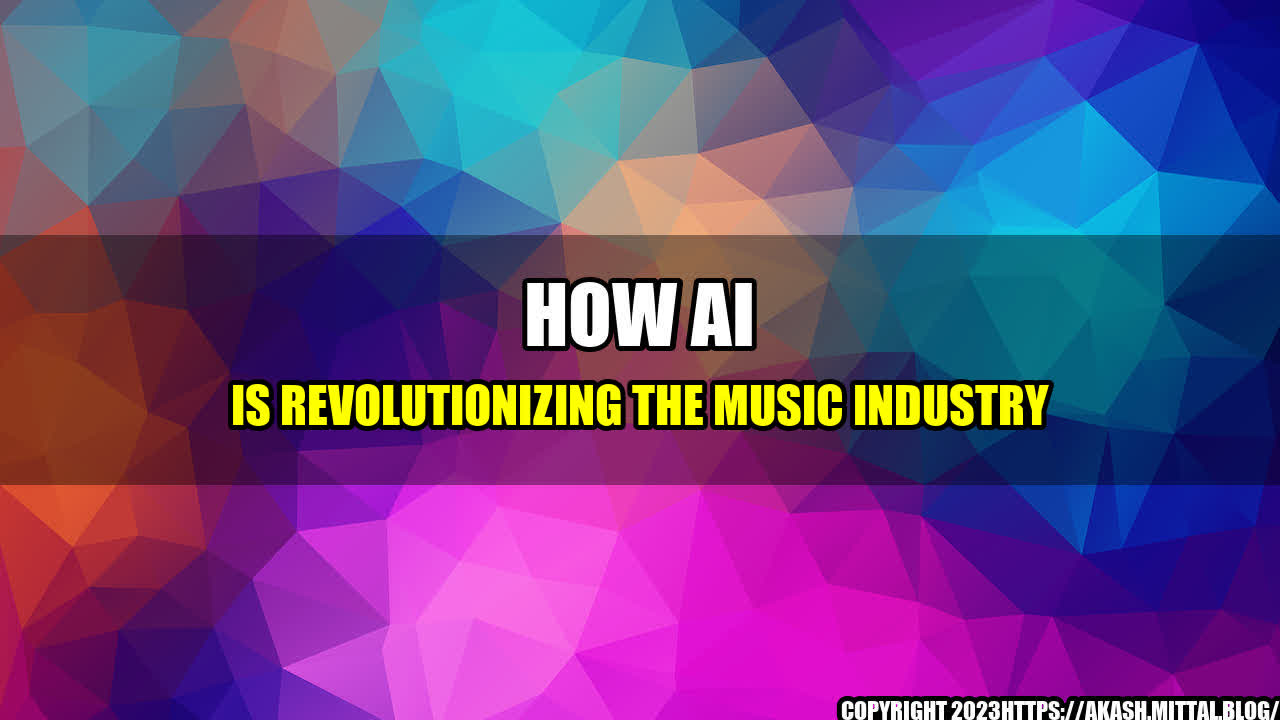 HOW AI
IS REVOLUTIONIZING THE MUSIC INDUSTRY
COPYRIGHT 2023HTTPS://AKASH.MITTAL.BLOG/